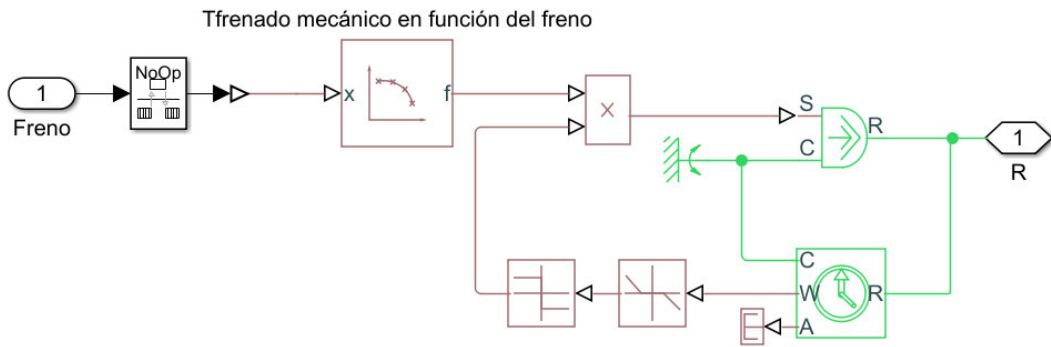 Tfrenado mecánico en función del freno
NoOp
1
Freno
x
f
×
S
C
R
1
R
C
W
A
R